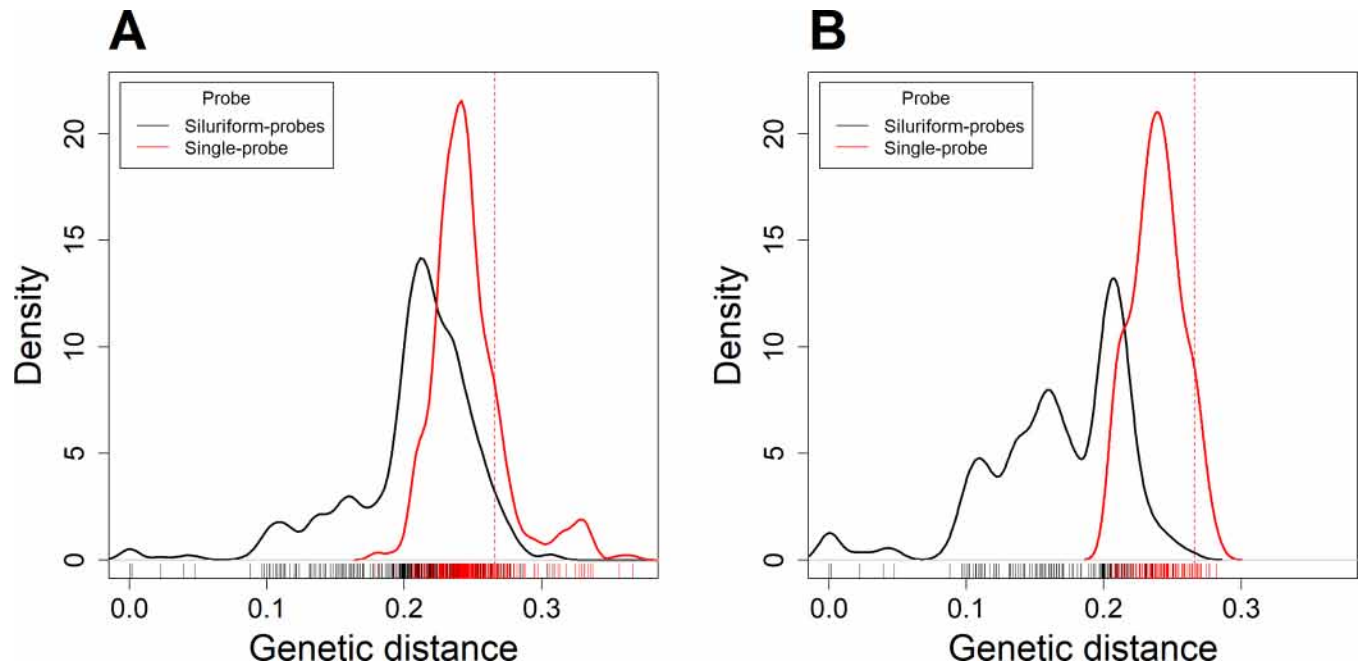 A
Probe
Siluriform-probes
Single-probe
Density
20
15
10
5
0
0.0 0.1 0.2 0.3
Genetic distance
B
Probe
Siluriform-probes
Single-probe
Density
20
15
10
5
0
0.0 0.1 0.2 0.3
Genetic distance